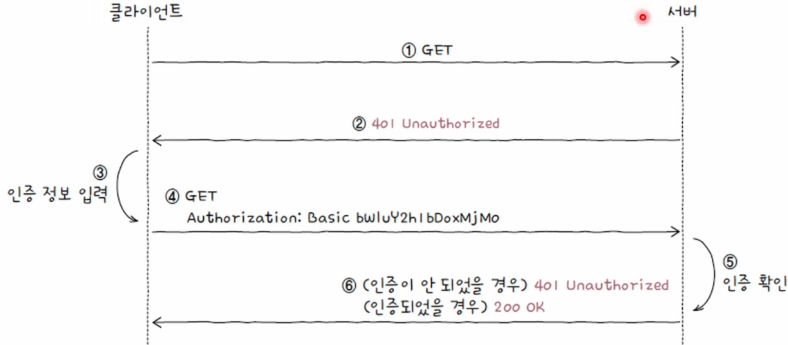 클라이언트
서버
① GET
② 401 Unauthorized
③
인증 정보 입력
④ GET
Authorization: Basic bWluY2hlbDoxMjM0
⑤
인증 확인
⑥ (인증이 안 되었을 경우) 401 Unauthorized
(인증되었을 경우) 200 OK